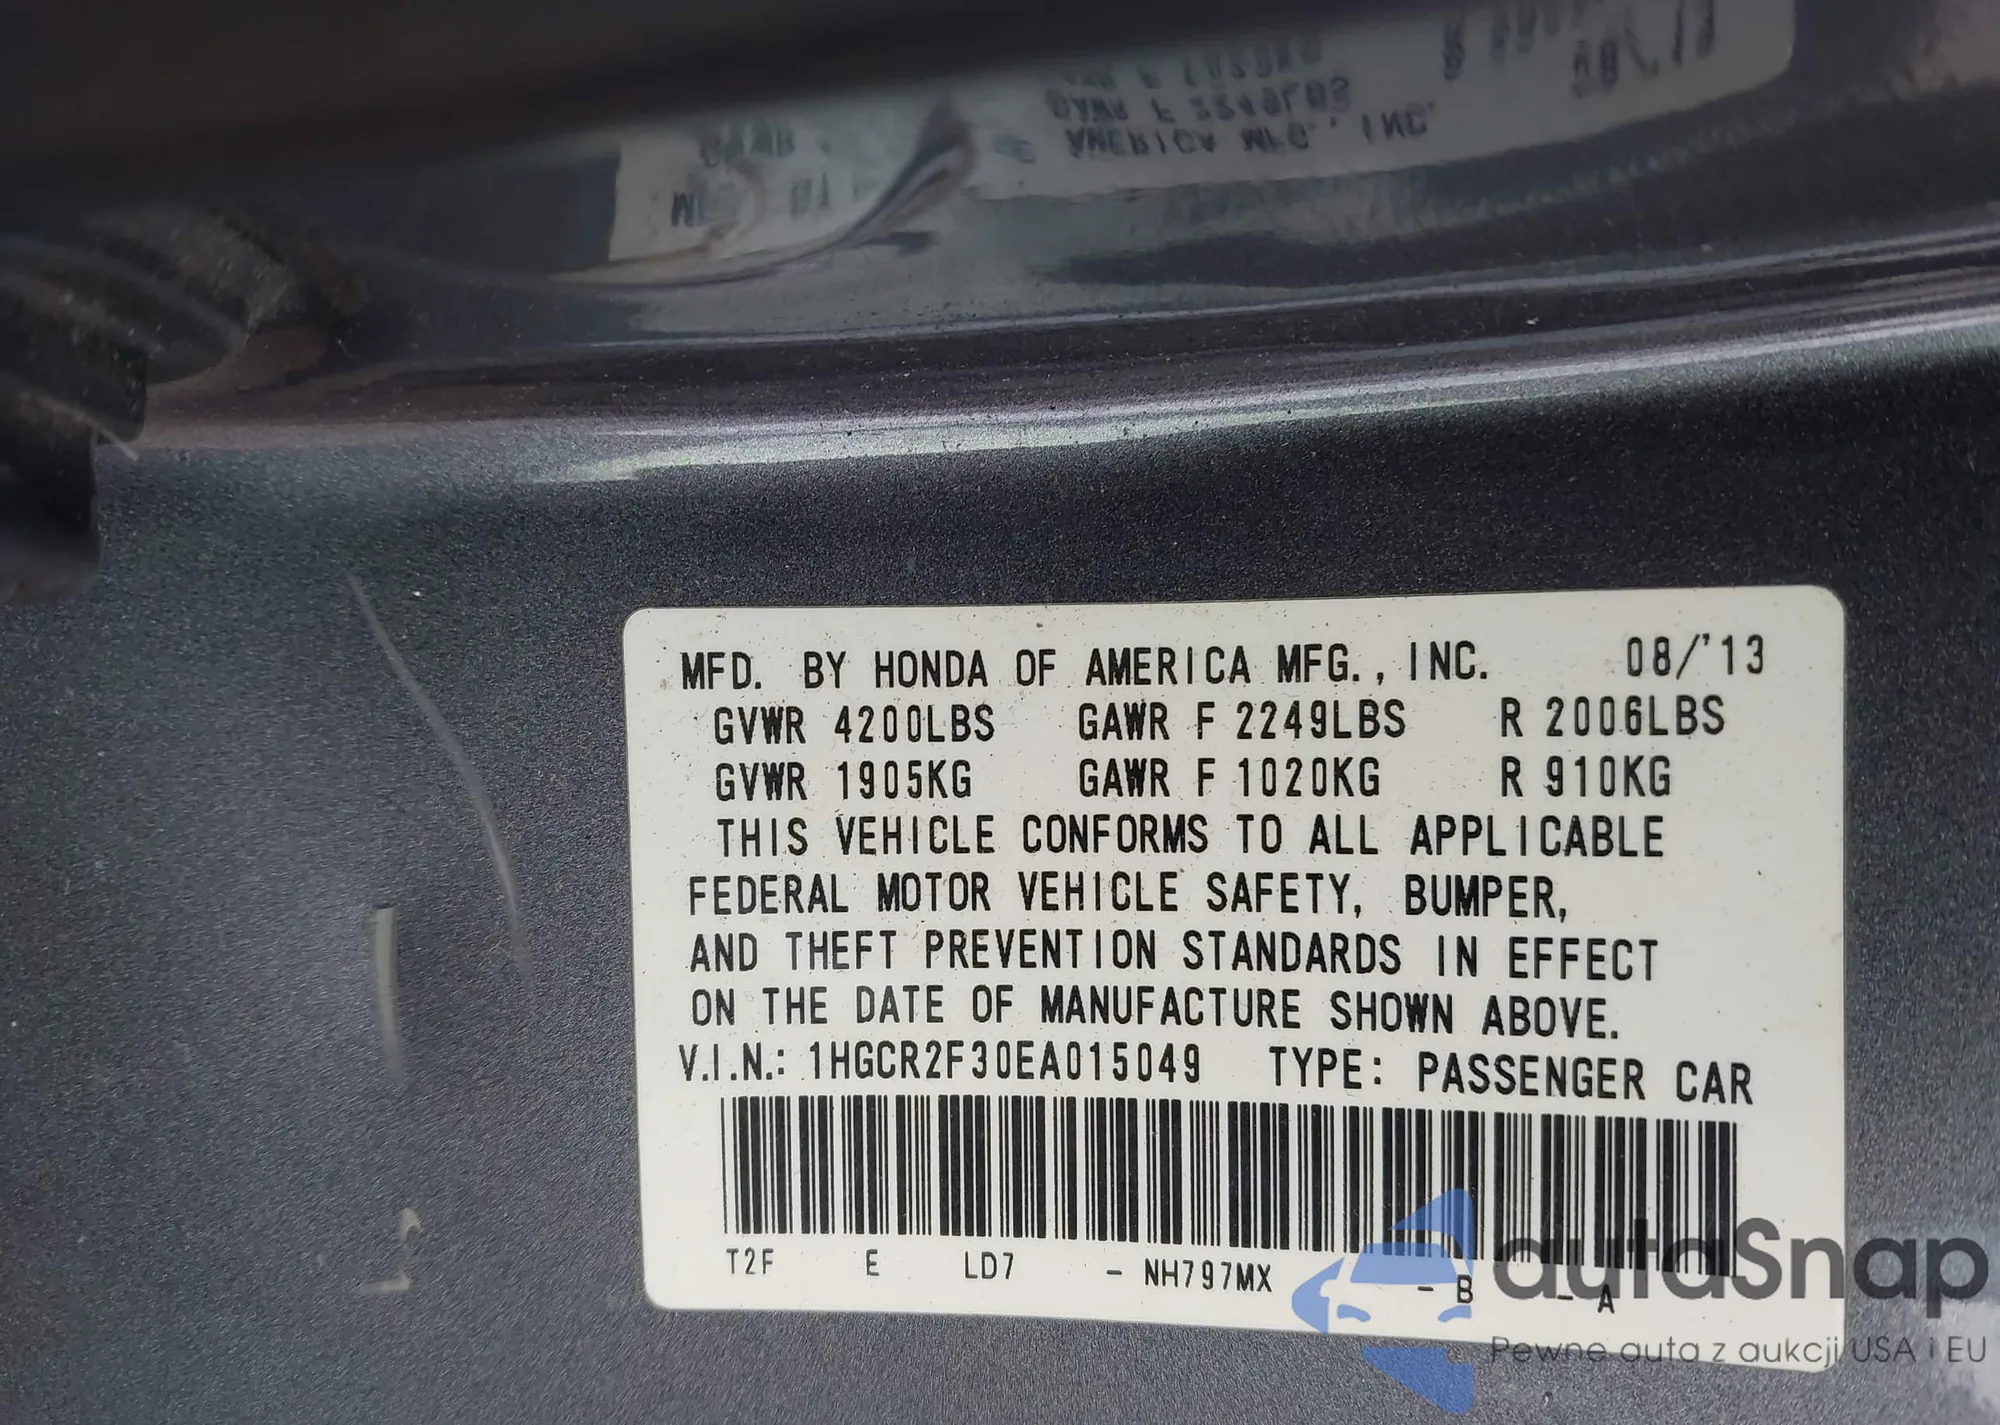 MFD. BY HONDA OF AMERICA MFG., INC. 08/'13
GVWR 4200LBS GAWR F 2249LBS R 2006LBS
GVWR 1905KG GAWR F 1020KG R 910KG
THIS VEHICLE CONFORMS TO ALL APPLICABLE
FEDERAL MOTOR VEHICLE SAFETY, BUMPER,
AND THEFT PREVENTION STANDARDS IN EFFECT
ON THE DATE OF MANUFACTURE SHOWN ABOVE.
V.I.N.: 1HGCR2F30EA015049 TYPE: PASSENGER CAR
T2F E LD7 - NH797MX - B - A
autaSnap
Pewne auta z aukcji USA i EU